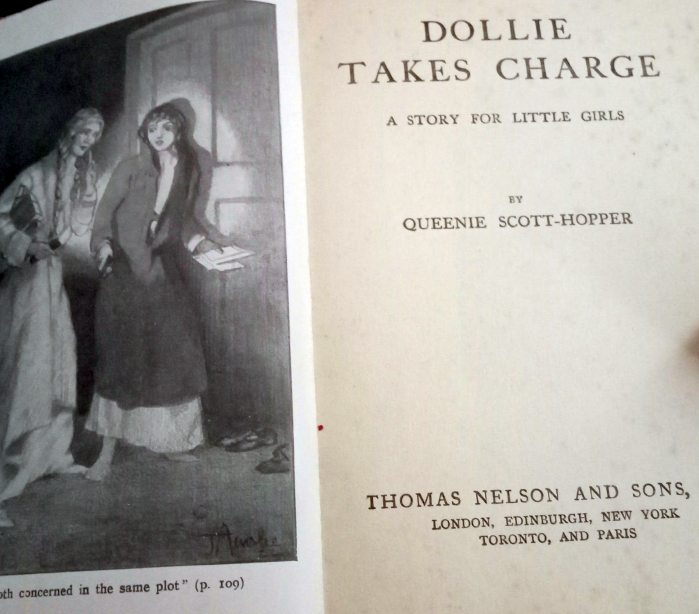 oth concerned in the same plot" (p. 109)
DOLLIE
TAKES CHARGE
A STORY FOR LITTLE GIRLS
BY
QUEENIE SCOTT-HOPPER
THOMAS NELSON AND SONS,
LONDON, EDINBURGH, NEW YORK
TORONTO, AND PARIS